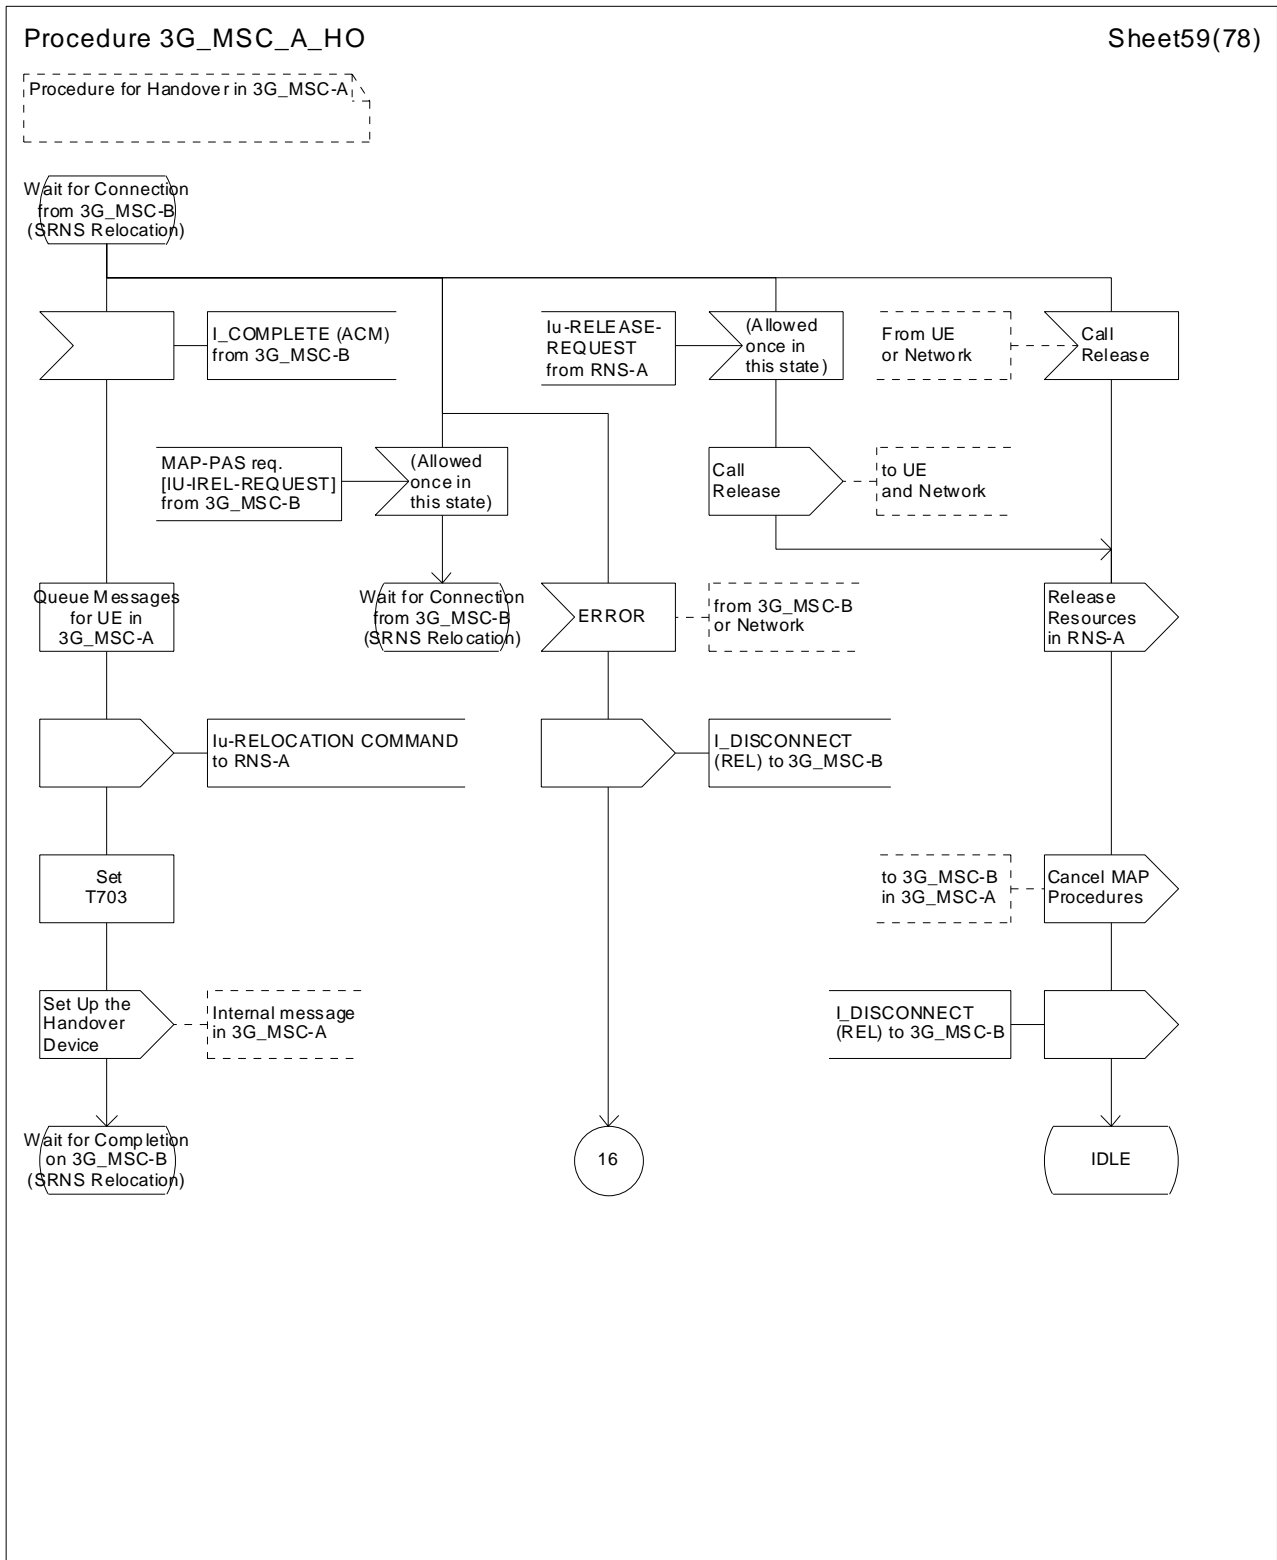 Procedure 3G_MSC_A_HO
Sheet59(78)
Procedure for Handover in 3G_MSC-A
Wait for Connection
from 3G_MSC-B
(SRNS Relocation)
I_COMPLETE (ACM)
from 3G_MSC-B
Iu-RELEASE-
REQUEST
from RNS-A
(Allowed
once in
this state)
From UE
or Network
Call
Release
MAP-PAS req.
[IU-IREL-REQUEST]
from 3G_MSC-B
(Allowed
once in
this state)
Call
Release
to UE
and Network
Queue Messages
for UE in
3G_MSC-A
Wait for Connection
from 3G_MSC-B
(SRNS Relocation)
ERROR
from 3G_MSC-B
or Network
Release
Resources
in RNS-A
Iu-RELOCATION COMMAND
to RNS-A
I_DISCONNECT
(REL) to 3G_MSC-B
Set
T703
to 3G_MSC-B
in 3G_MSC-A
Cancel MAP
Procedures
Set Up the
Handover
Device
Internal message
in 3G_MSC-A
I_DISCONNECT
(REL) to 3G_MSC-B
Wait for Completion
on 3G_MSC-B
(SRNS Relocation)
16
IDLE